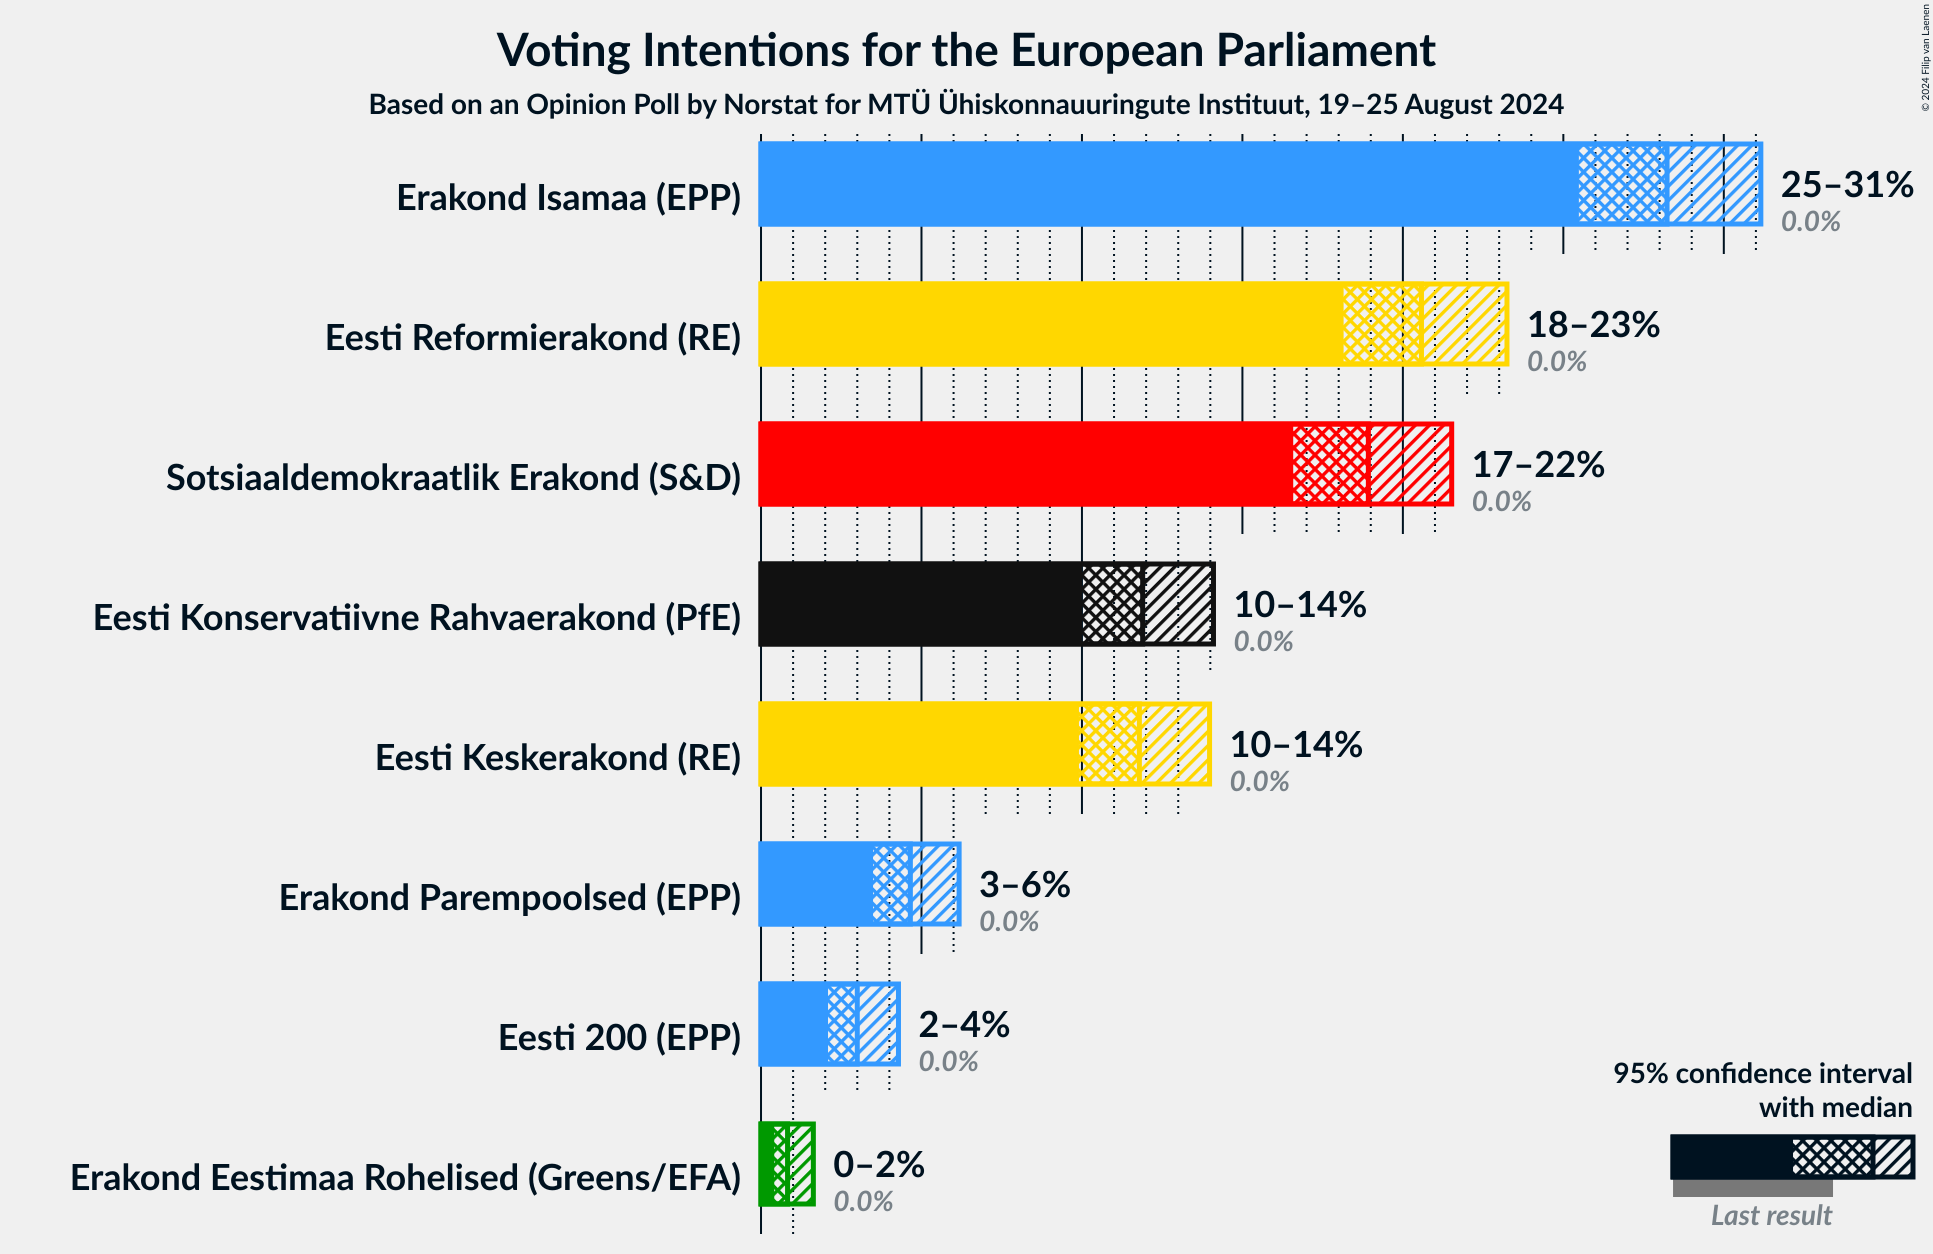 Voting Intentions for the European Parliament
Based on an Opinion Poll by Norstat for MTÜ Ühiskonnauuringute Instituut, 19–25 August 2024
© 2024 Filip van Laenen
Erakond Isamaa (EPP)
25–31%
0.0%
Eesti Reformierakond (RE)
18–23%
0.0%
Sotsiaaldemokraatlik Erakond (S&D)
17–22%
0.0%
Eesti Konservatiivne Rahvaerakond (PfE)
10–14%
0.0%
Eesti Keskerakond (RE)
10–14%
0.0%
Erakond Parempoolsed (EPP)
3–6%
0.0%
Eesti 200 (EPP)
2–4%
0.0%
Erakond Eestimaa Rohelised (Greens/EFA)
0–2%
0.0%
95% confidence interval
with median
Last result